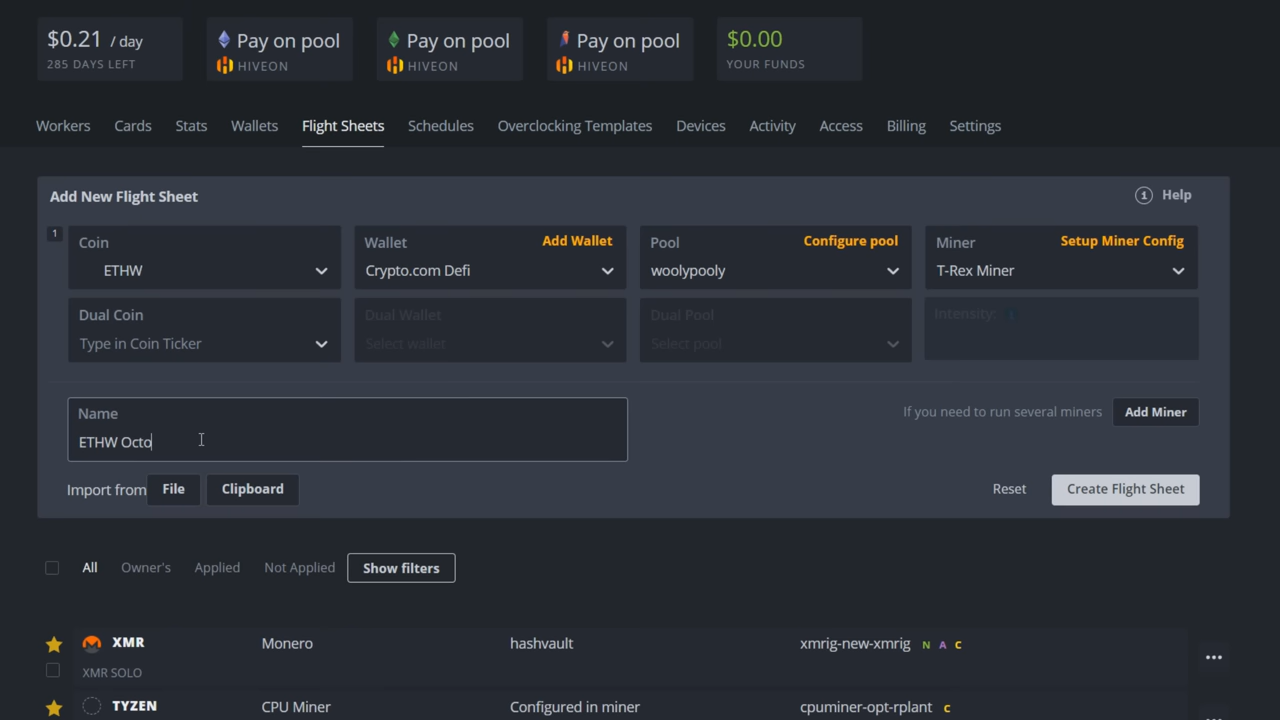 $0.21 / day
285 DAYS LEFT
Pay on pool
HIVEON
Pay on pool
HIVEON
Pay on pool
HIVEON
$0.00
YOUR FUNDS
Workers Cards Stats Wallets Flight Sheets Schedules Overclocking Templates Devices Activity Access Billing Settings
Add New Flight Sheet
1 Help
1
Coin
ETHW
Wallet Add Wallet
Crypto.com Defi
Pool Configure pool
woolypooly
Miner Setup Miner Config
T-Rex Miner
Dual Coin
Type in Coin Ticker
Dual Wallet
Select wallet
Dual Pool
Select pool
Intensity:
Name
ETHW Octo
If you need to run several miners Add Miner
Import from File Clipboard
Reset Create Flight Sheet
All Owner's Applied Not Applied Show filters
XMR Monero hashvault xmrig-new-xmrig N A C
XMR SOLO
TYZEN CPU Miner Configured in miner cpuminer-opt-rplant C